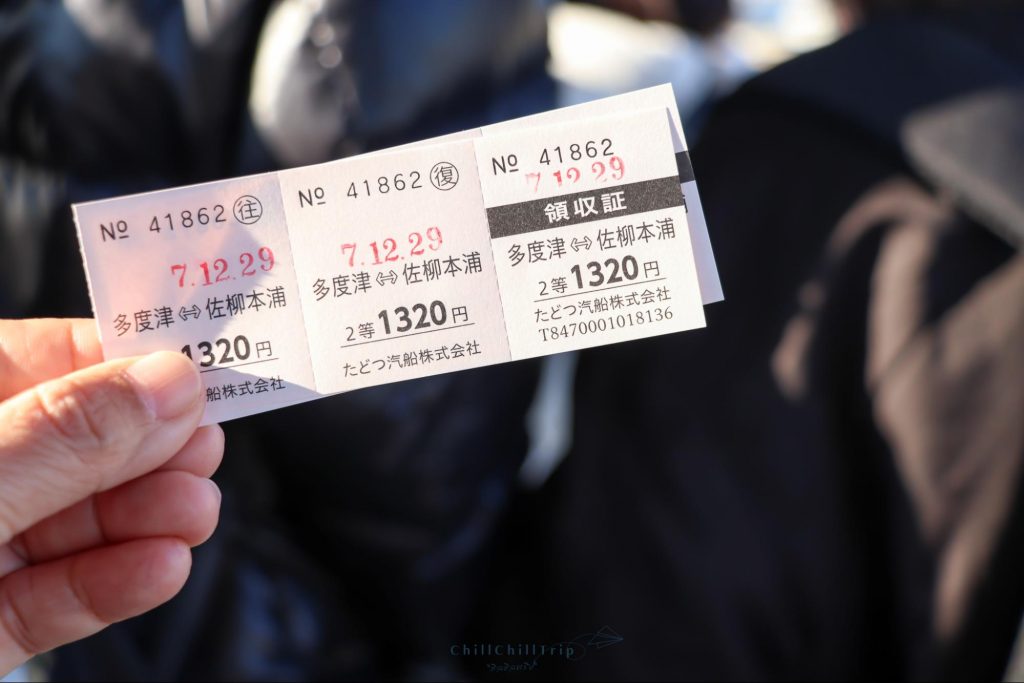 № 41862 往
7.12.29
多度津⇔佐柳本浦
1320円
船株式会社
№ 41862 復
7.12.29
多度津⇔佐柳本浦
2等1320円
たどつ汽船株式会社
№ 41862
7.12.29
領収証
多度津⇔佐柳本浦
2等1320円
たどつ汽船株式会社
T8470001018136
ChillChillTrip